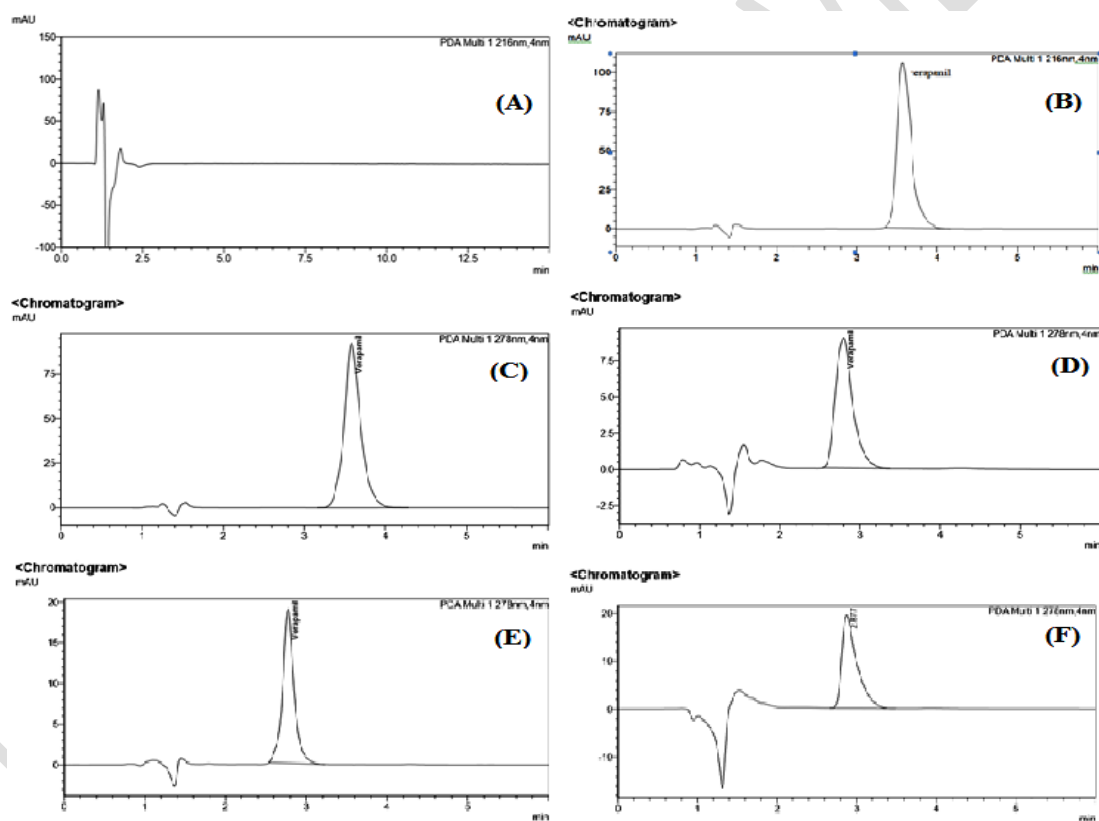 mAU
PDA Multi 1 216nm,4nm
(A)
150
100
50
0
-50
-100
0.0 2.5 5.0 7.5 10.0 12.5
min
<Chromatogram>
mAU
PDA Multi 1 216nm,4nm
verapamil
(B)
100
75
50
25
0
0 1 2 3 4 5
min
<Chromatogram>
mAU
PDA Multi 1 278nm,4nm
Verapamil
(C)
75
50
25
0
0 1 2 3 4 5
min
<Chromatogram>
mAU
PDA Multi 1 278nm,4nm
Verapamil
(D)
7.5
5.0
2.5
0.0
-2.5
0 1 2 3 4 5
min
<Chromatogram>
mAU
PDA Multi 1 278nm,4nm
Verapamil
(E)
20
15
10
5
0
0 1 2 3 4 5
min
<Chromatogram>
mAU
PDA Multi 1 278nm,4nm
2.877
(F)
20
10
0
-10
0 1 2 3 4 5
min